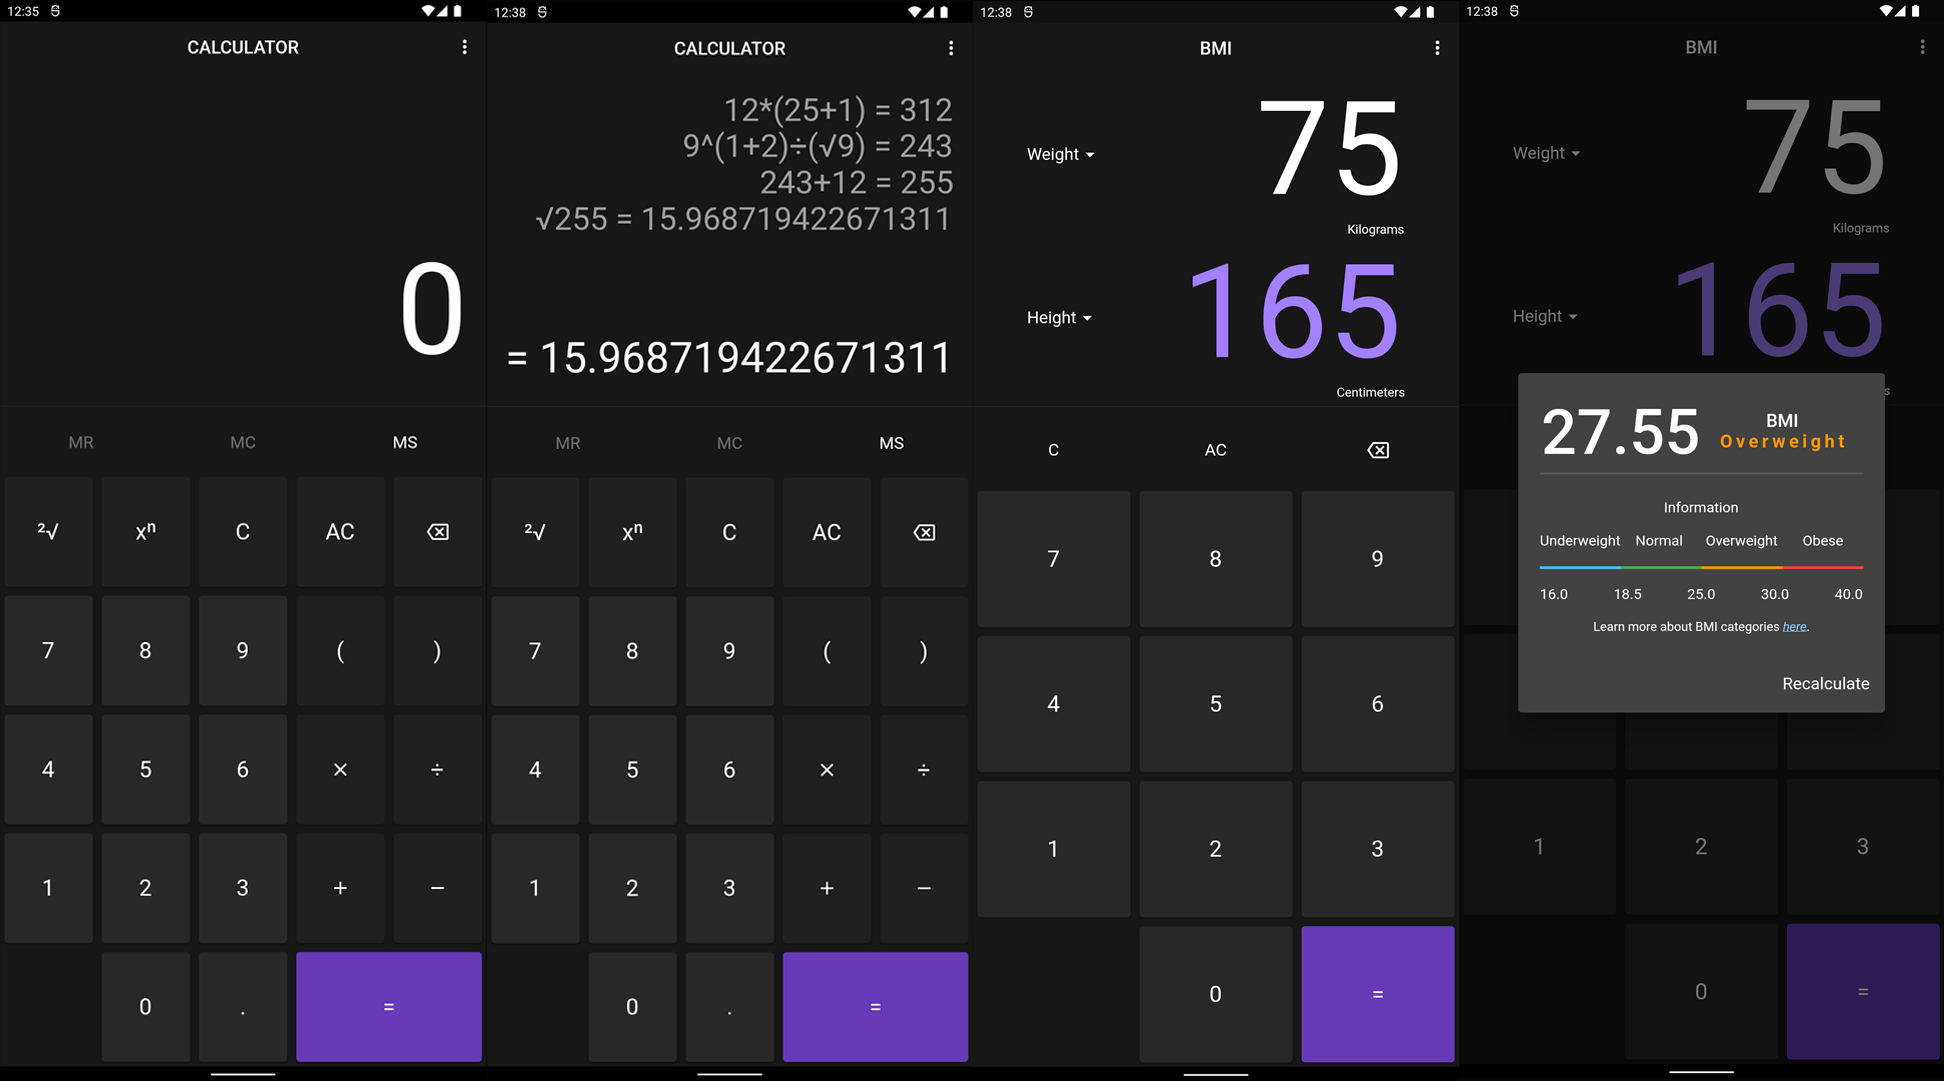 12:35
CALCULATOR
0
MR MC MS
²√ xⁿ C AC
7 8 9 ( )
4 5 6 × ÷
1 2 3 + −
0 . =
12:38
CALCULATOR
12*(25+1) = 312
9^(1+2)÷(√9) = 243
243+12 = 255
√255 = 15.968719422671311
= 15.968719422671311
MR MC MS
²√ xⁿ C AC
7 8 9 ( )
4 5 6 × ÷
1 2 3 + −
0 . =
12:38
BMI
Weight 75
Kilograms
Height 165
Centimeters
C AC
7 8 9
4 5 6
1 2 3
0 =
12:38
BMI
Weight 75
Kilograms
Height 165
s
27.55 BMI
Overweight
Information
Underweight Normal Overweight Obese
16.0 18.5 25.0 30.0 40.0
Learn more about BMI categories here.
Recalculate
1 2 3
0 =